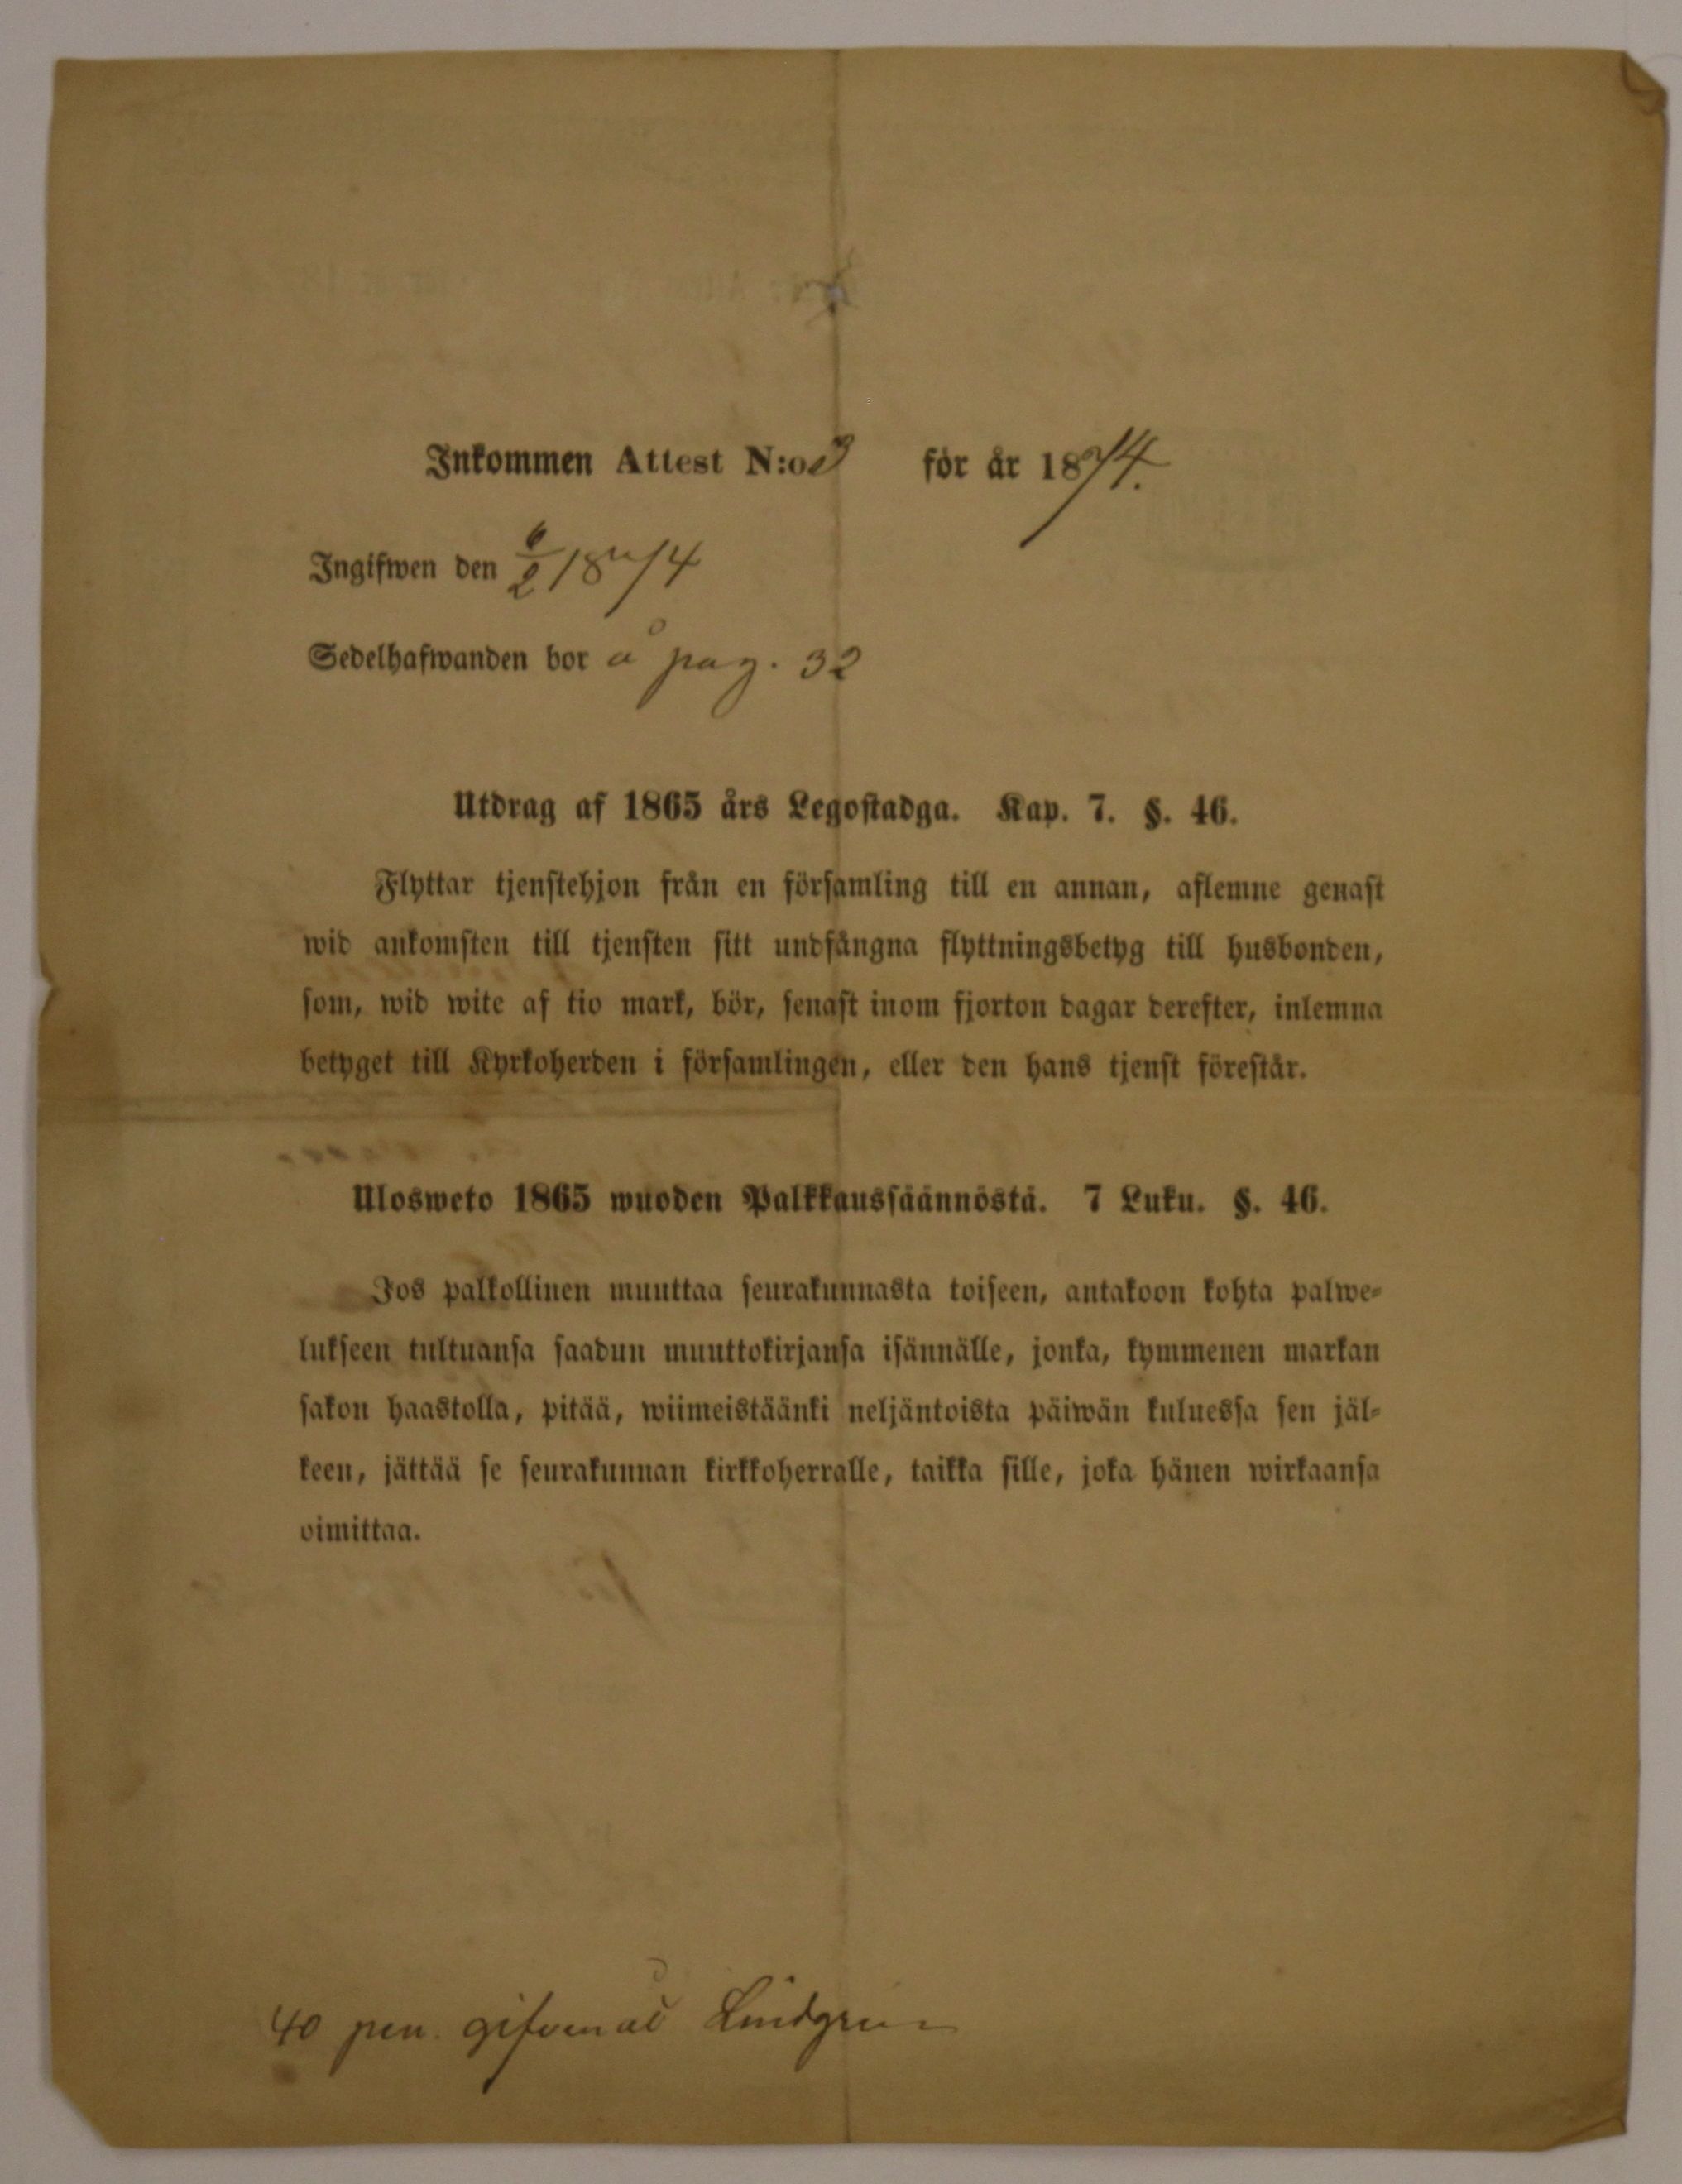 Inkommen Attest N:o 3 för år 1874.
Ingifwen den 6/2 1874
Sedelhafwanden bor å pag. 32
Utdrag af 1865 års Legostadga. Kap. 7. §. 46.
Flyttar tjenstehjon från en församling till en annan, aflemne genast
wid ankomsten till tjensten sitt undfångna flyttningsbetyg till husbonden,
som, wid wite af tio mark, bör, senast inom fjorton dagar derefter, inlemna
betyget till Kyrkoherden i församlingen, eller den hans tjenst förestår.
Ulosweto 1865 wuoden Palkkaussäännöstä. 7 Luku. §. 46.
Jos palkollinen muuttaa seurakunnasta toiseen, antakoon kohta palwe-
lukseen tultuansa saadun muuttokirjansa isännälle, jonka, kymmenen markan
sakon haastolla, pitää, wiimeistäänki neljäntoista päiwän kuluessa sen jäl-
keen, jättää se seurakunnan kirkkoherralle, taikka sille, joka hänen wirkaansa
oimittaa.
40 pen. gifven åt Lindgren